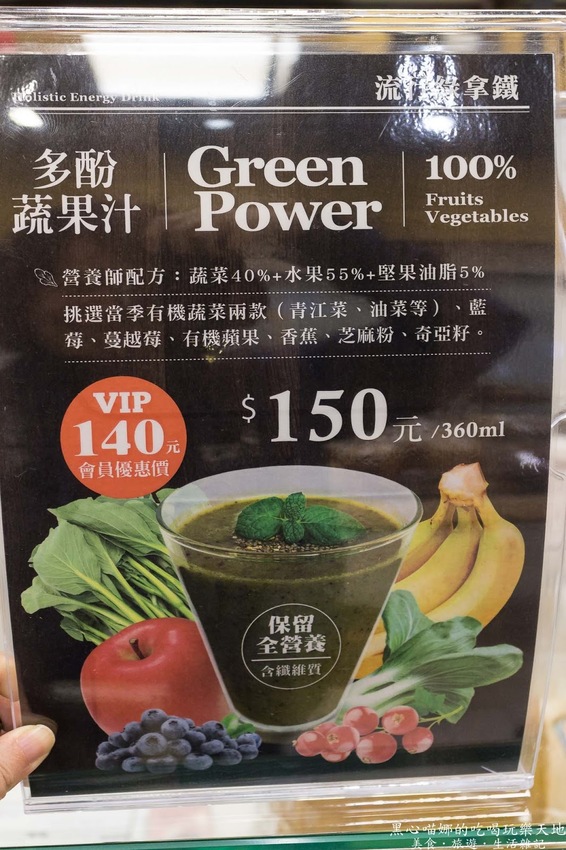 Holistic Energy Drink
流行綠拿鐵
多酚
蔬果汁
Green
Power
100%
Fruits
Vegetables
營養師配方：蔬菜40%+水果55%+堅果油脂5%
挑選當季有機蔬菜兩款（青江菜、油菜等）、藍
莓、蔓越莓、有機蘋果、香蕉、芝麻粉、奇亞籽。
VIP
140元
會員優惠價
$150元/360ml
保留
全營養
含纖維質
黑心喵娜的吃喝玩樂天地
美食‧旅遊‧生活雜記